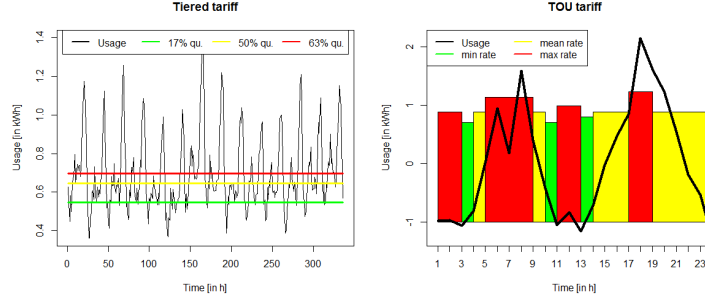 Tiered tariff
Usage 17% qu. 50% qu. 63% qu.
Usage [in kWh]
1.4
1.2
1.0
0.8
0.6
0.4
0 50 100 150 200 250 300
Time [in h]
TOU tariff
Usage mean rate
min rate max rate
Usage [in kWh]
2
1
0
-1
1 3 5 7 9 11 13 15 17 19 21 23
Time [in h]